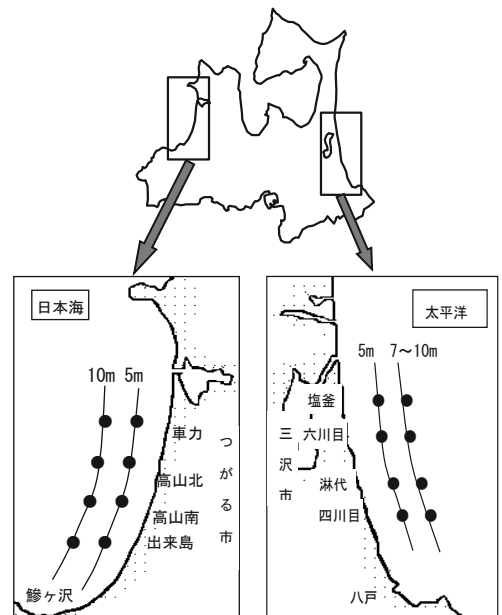 日本海
10m 5m
車力
高山北
高山南
出来島
つがる市
鰺ヶ沢
太平洋
5m 7～10m
塩釜
六川目
淋代
四川目
三沢市
八戸